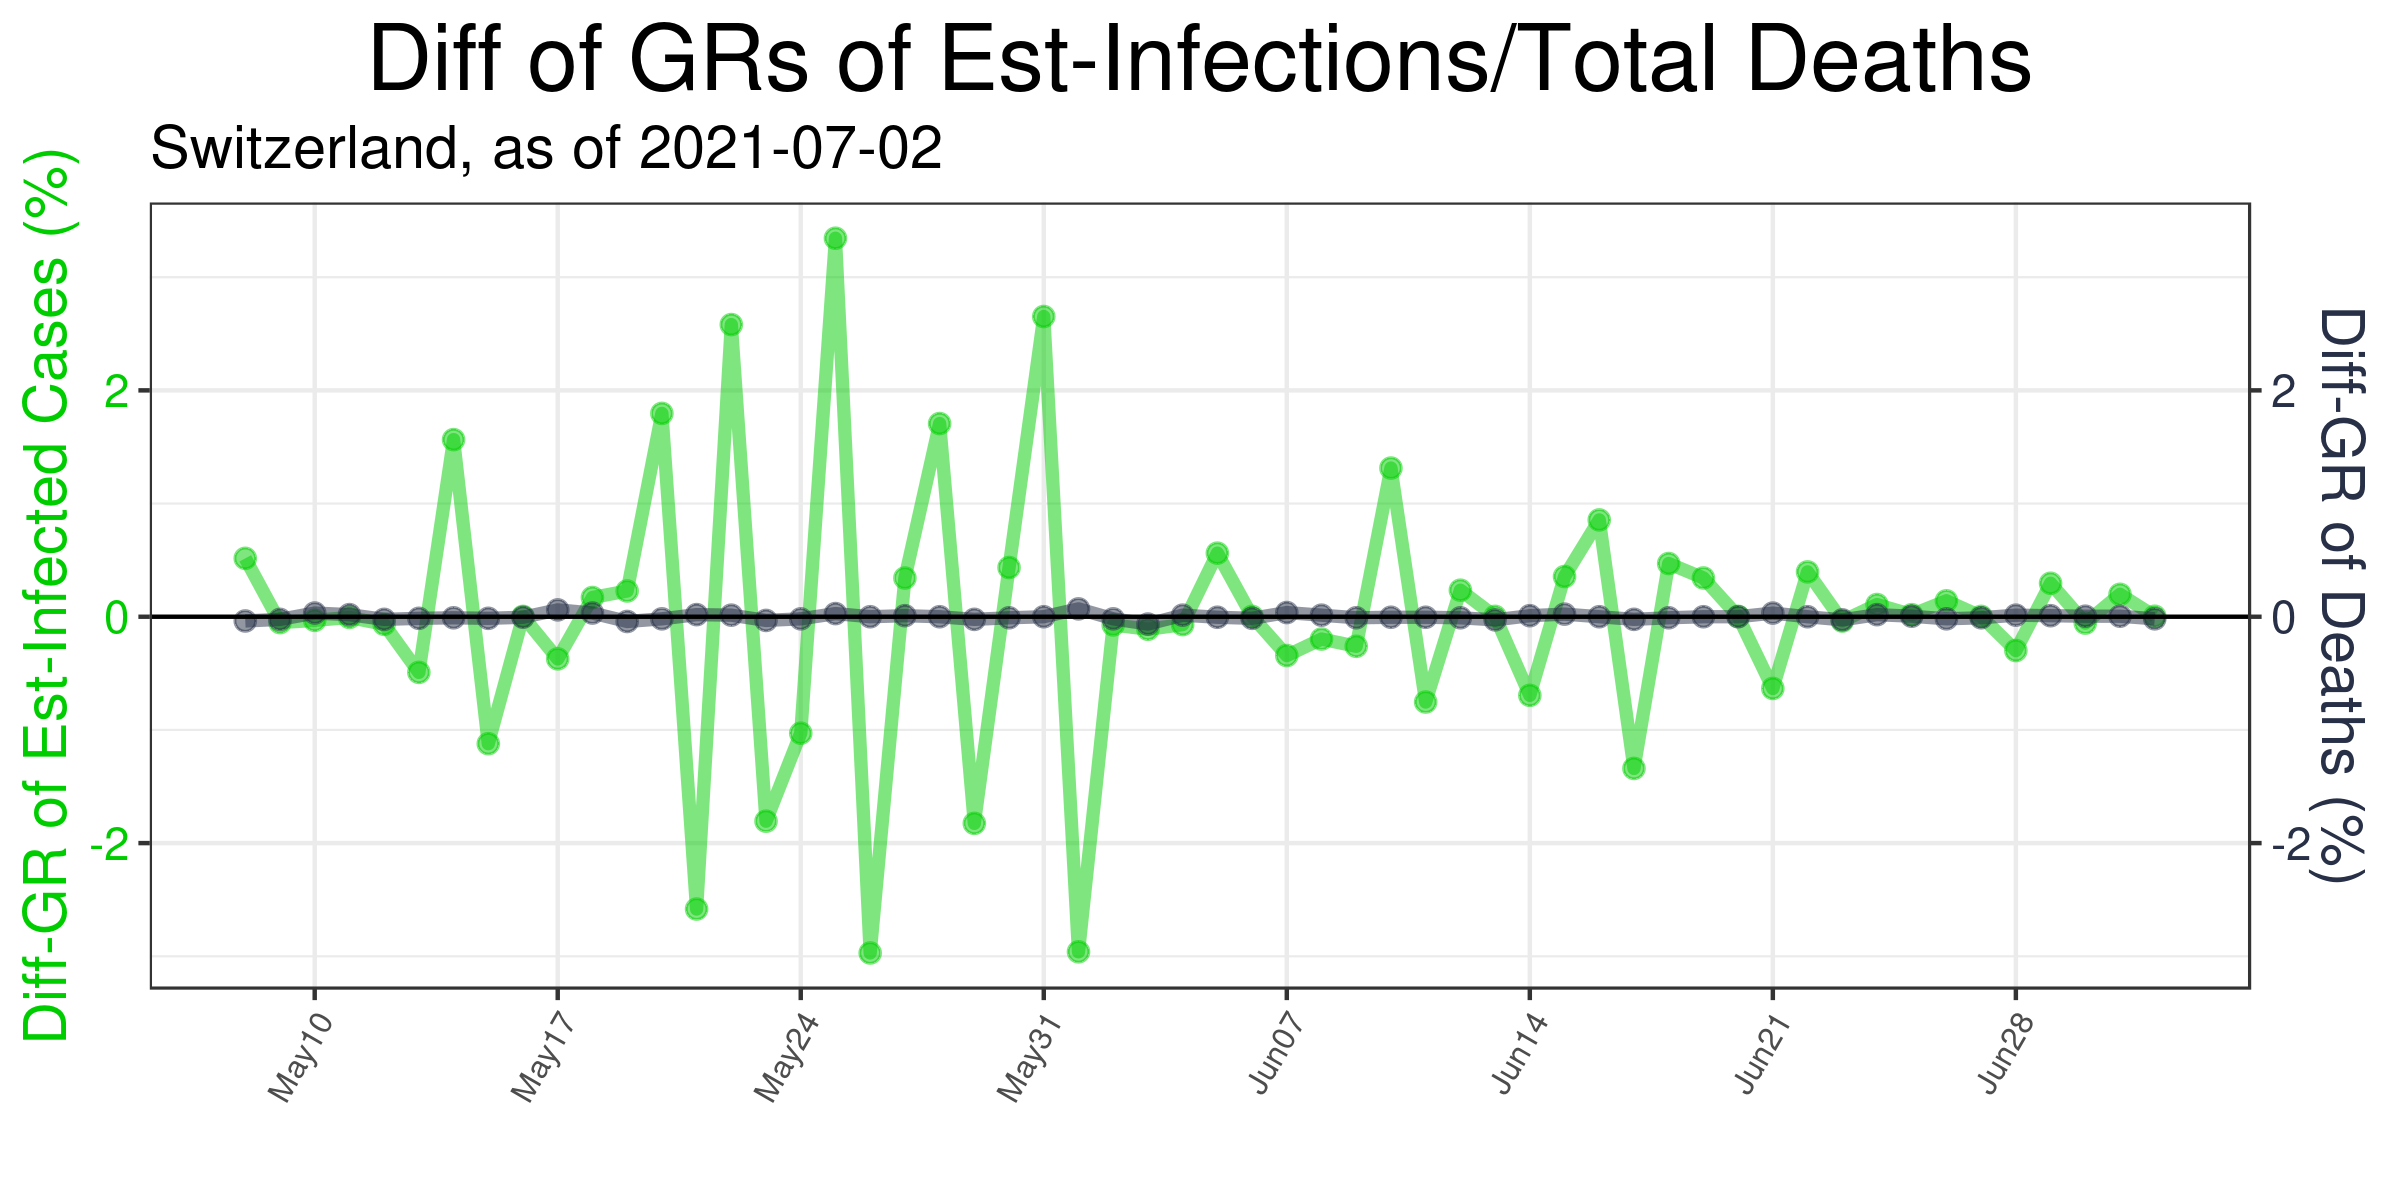 Diff of GRs of Est-Infections/Total Deaths
Switzerland, as of 2021-07-02
Diff-GR of Est-Infected Cases (%)
2
0
-2
2
0
-2
Diff-GR of Deaths (%)
May10
May17
May24
May31
Jun07
Jun14
Jun21
Jun28